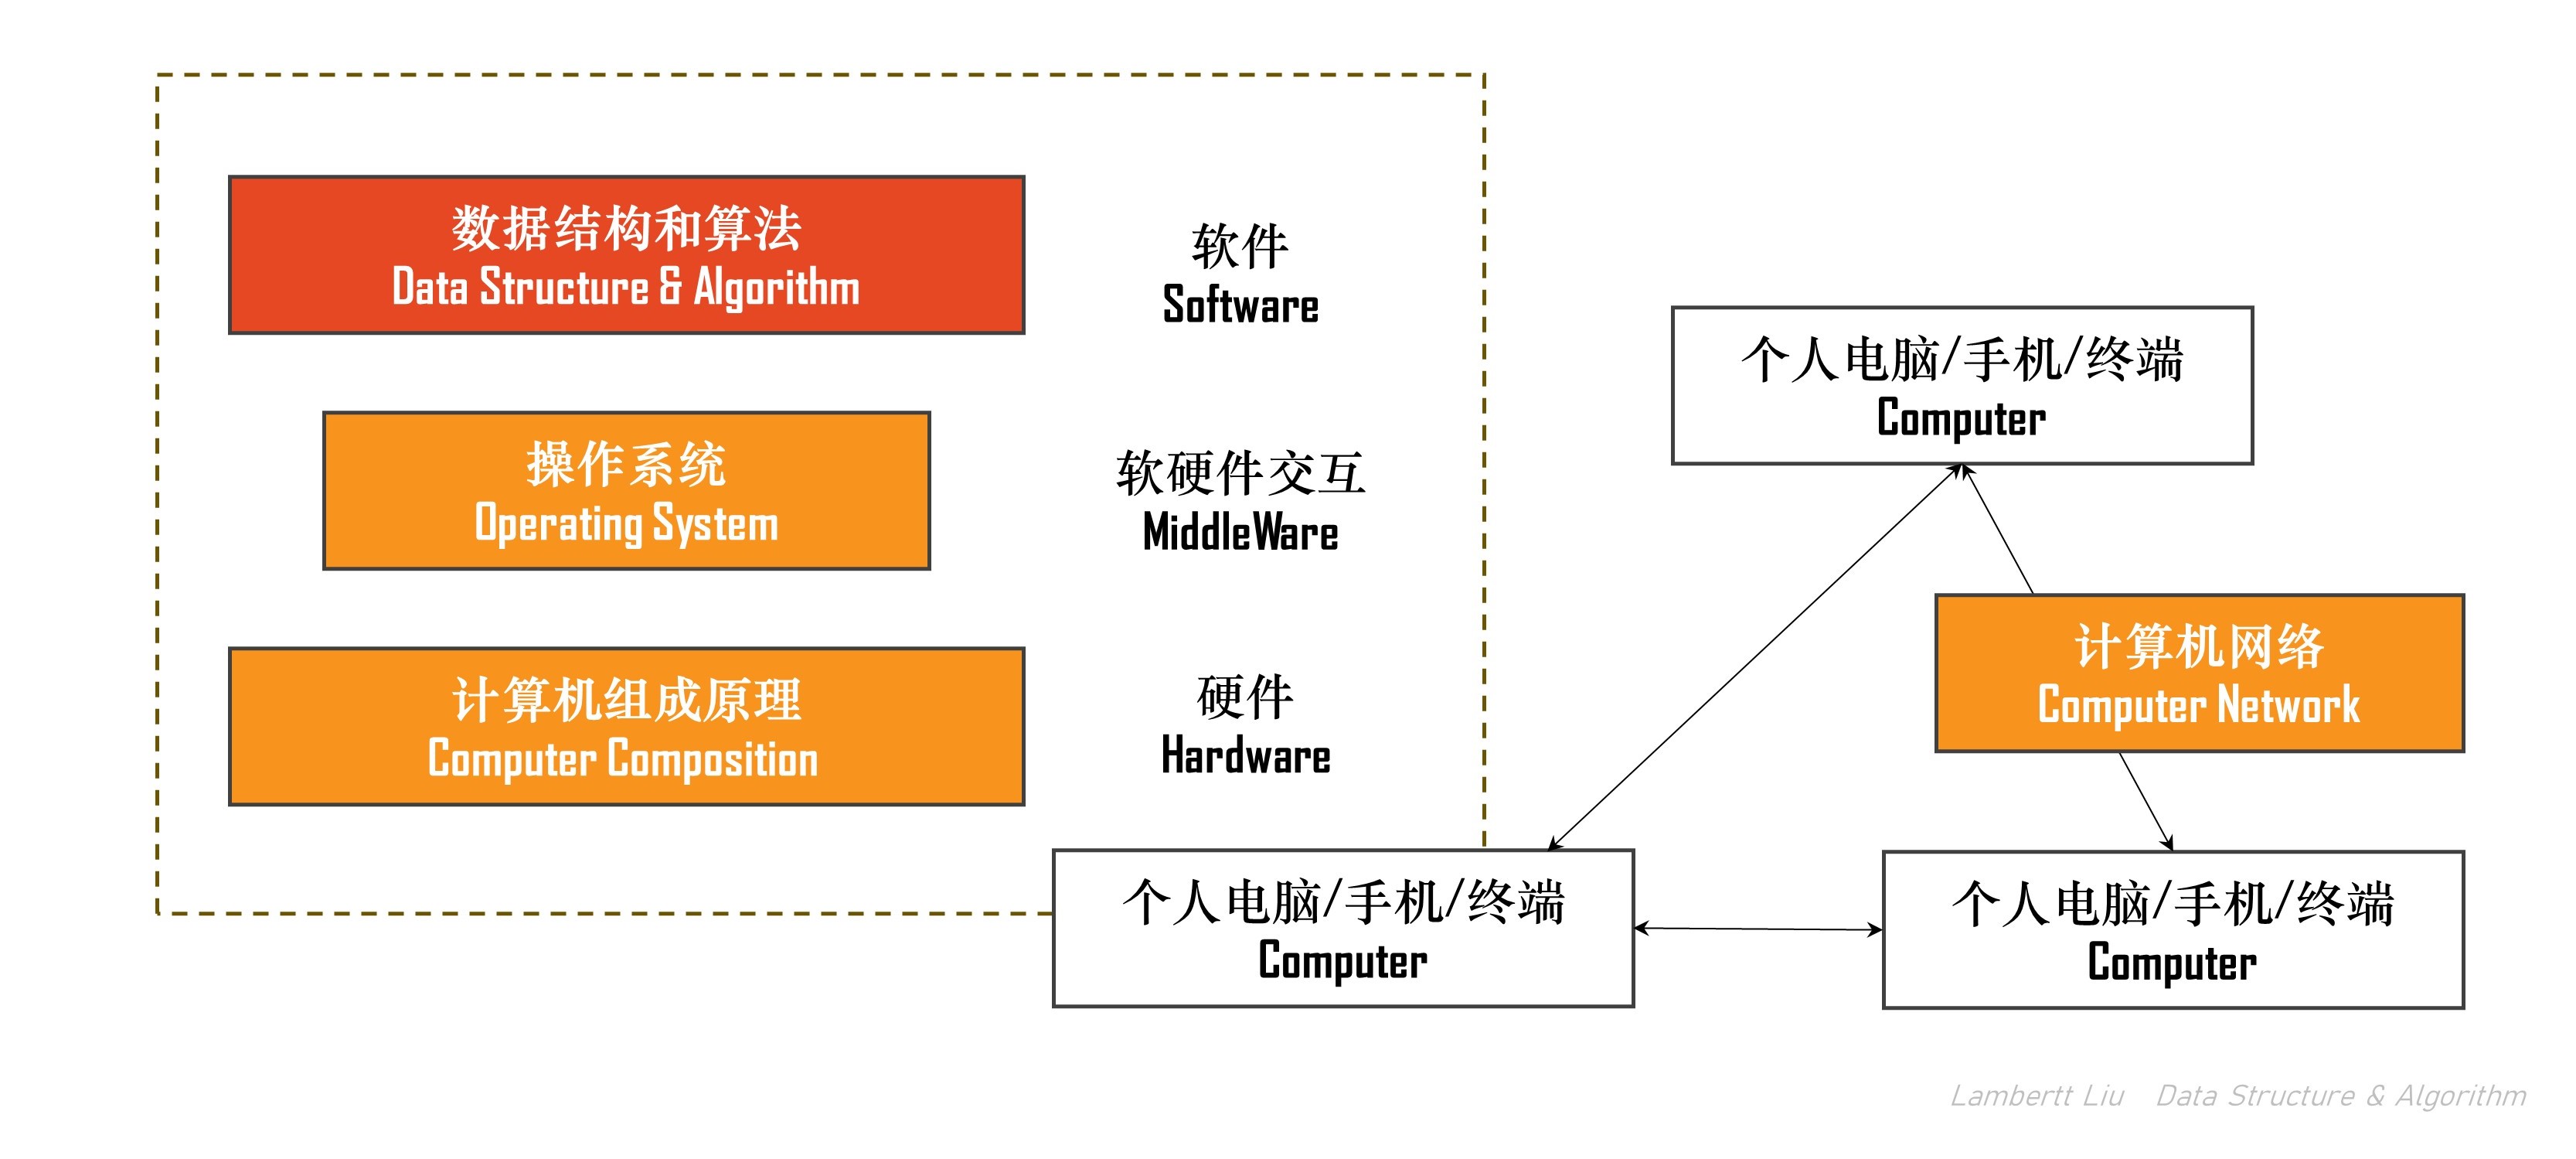 数据结构和算法
Data Structure & Algorithm
软件
Software
操作系统
Operating System
软硬件交互
MiddleWare
计算机组成原理
Computer Composition
硬件
Hardware
个人电脑/手机/终端
Computer
计算机网络
Computer Network
个人电脑/手机/终端
Computer
个人电脑/手机/终端
Computer
Lambertt Liu Data Structure & Algorithm